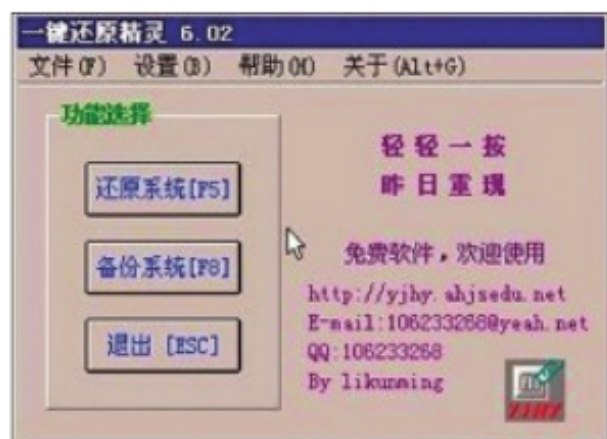 一键还原精灵 6.02
文件(F) 设置(B) 帮助(H) 关于(Alt+G)
功能选择
还原系统[F5]
备份系统[F8]
退出 [ESC]
轻轻一按
昨日重现
免费软件，欢迎使用
http://yjhy.ahjsedu.net
E-mail:106233268@yeah.net
QQ:106233268
By likunming
YJHY